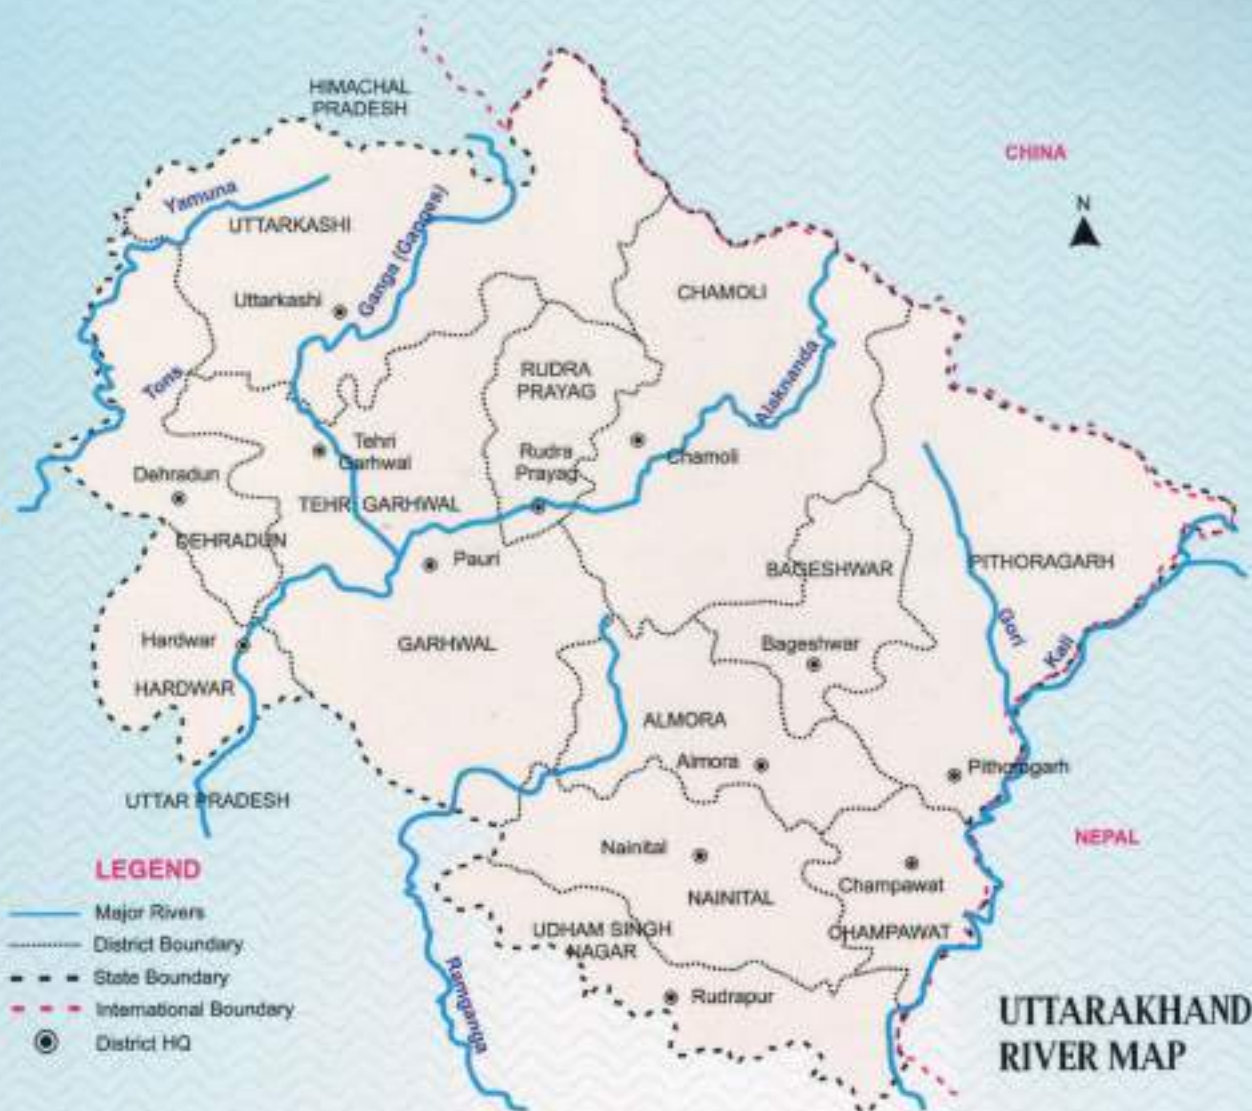 HIMACHAL
PRADESH
CHINA
N
Yamuna
UTTARKASHI
Ganga (Ganges)
Uttarkashi
CHAMOLI
Tons
RUDRA
PRAYAG
Alaknanda
Tehri
Garhwal
Rudra
Prayag
Chamoli
Dehradun
TEHRI GARHWAL
DEHRADUN
Pauri
BAGESHWAR
PITHORAGARH
Hardwar
GARHWAL
Bageshwar
Gori
Kali
HARDWAR
ALMORA
Almora
Pithoragarh
UTTAR PRADESH
NEPAL
Nainital
Champawat
NAINITAL
UDHAM SINGH
NAGAR
CHAMPAWAT
Ramganga
Rudrapur
LEGEND
Major Rivers
District Boundary
State Boundary
International Boundary
District HQ
UTTARAKHAND
RIVER MAP